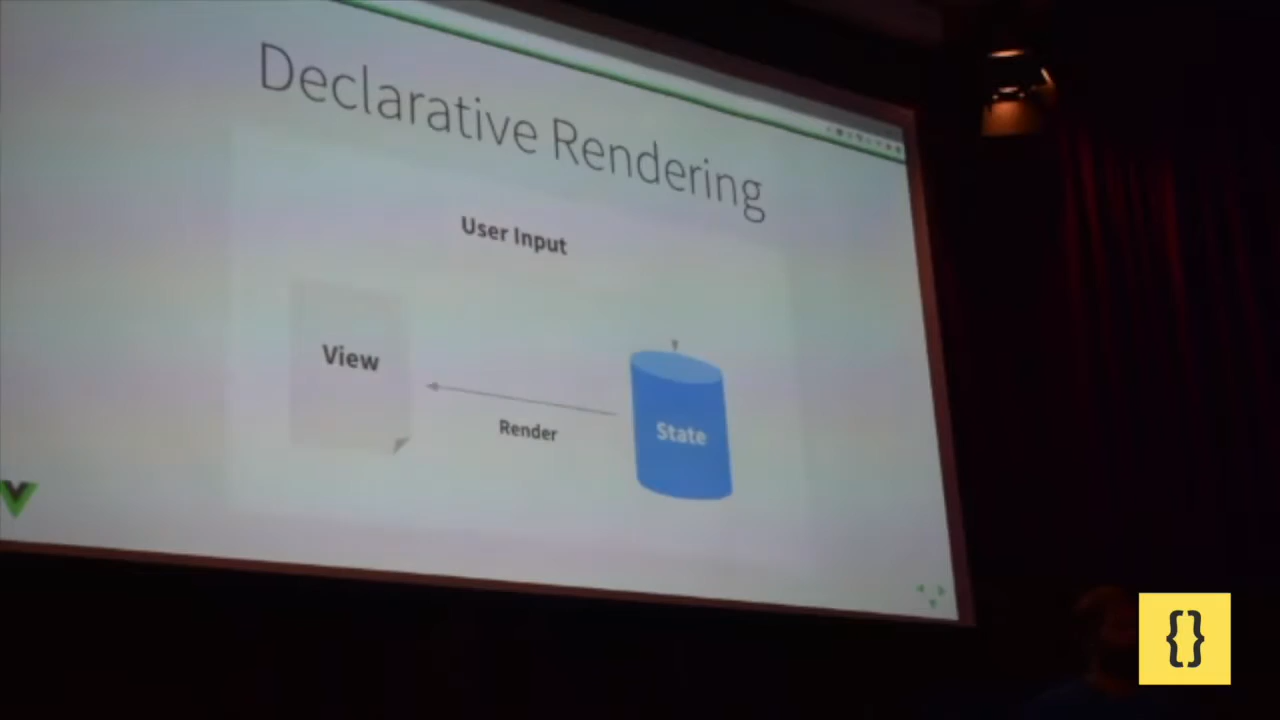 Declarative Rendering
User Input
View
Render
State
{}